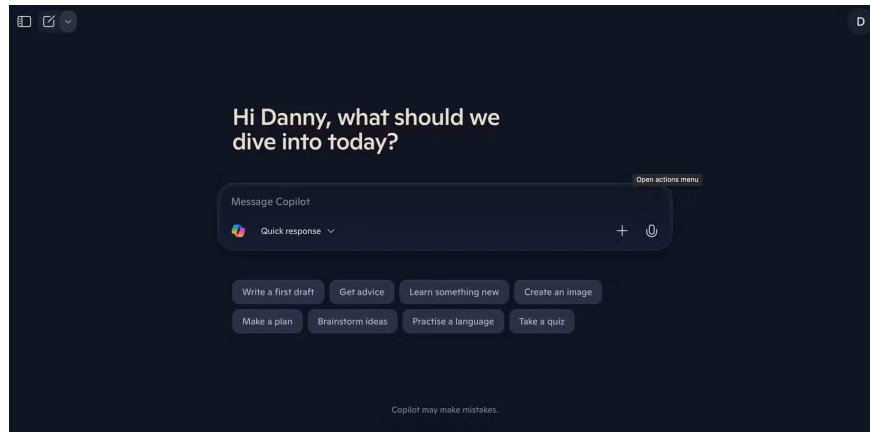 D
Hi Danny, what should we
dive into today?
Open actions menu
Message Copilot
Quick response
Write a first draft
Get advice
Learn something new
Create an image
Make a plan
Brainstorm ideas
Practise a language
Take a quiz
Copilot may make mistakes.